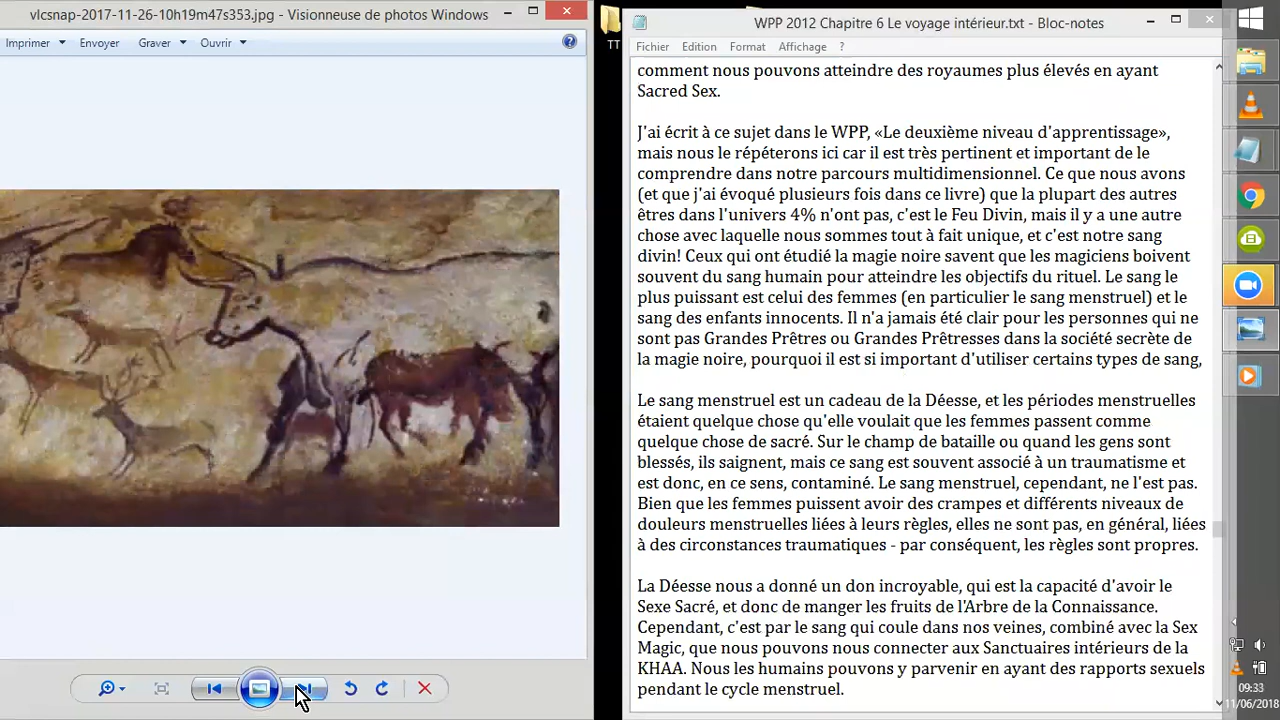 vlcsnap-2017-11-26-10h19m47s353.jpg - Visionneuse de photos Windows
Imprimer
Envoyer
Graver
Ouvrir
TT
WPP 2012 Chapitre 6 Le voyage intérieur.txt - Bloc-notes
Fichier Edition Format Affichage ?
comment nous pouvons atteindre des royaumes plus élevés en ayant
Sacred Sex.
J'ai écrit à ce sujet dans le WPP, «Le deuxième niveau d'apprentissage»,
mais nous le répéterons ici car il est très pertinent et important de le
comprendre dans notre parcours multidimensionnel. Ce que nous avons
(et que j'ai évoqué plusieurs fois dans ce livre) que la plupart des autres
êtres dans l'univers 4% n'ont pas, c'est le Feu Divin, mais il y a une autre
chose avec laquelle nous sommes tout à fait unique, et c'est notre sang
divin! Ceux qui ont étudié la magie noire savent que les magiciens boivent
souvent du sang humain pour atteindre les objectifs du rituel. Le sang le
plus puissant est celui des femmes (en particulier le sang menstruel) et le
sang des enfants innocents. Il n'a jamais été clair pour les personnes qui ne
sont pas Grandes Prêtres ou Grandes Prêtresses dans la société secrète de
la magie noire, pourquoi il est si important d'utiliser certains types de sang,
Le sang menstruel est un cadeau de la Déesse, et les périodes menstruelles
étaient quelque chose qu'elle voulait que les femmes passent comme
quelque chose de sacré. Sur le champ de bataille ou quand les gens sont
blessés, ils saignent, mais ce sang est souvent associé à un traumatisme et
est donc, en ce sens, contaminé. Le sang menstruel, cependant, ne l'est pas.
Bien que les femmes puissent avoir des crampes et différents niveaux de
douleurs menstruelles liées à leurs règles, elles ne sont pas, en général, liées
à des circonstances traumatiques - par conséquent, les règles sont propres.
La Déesse nous a donné un don incroyable, qui est la capacité d'avoir le
Sexe Sacré, et donc de manger les fruits de l'Arbre de la Connaissance.
Cependant, c'est par le sang qui coule dans nos veines, combiné avec la Sex
Magic, que nous pouvons nous connecter aux Sanctuaires intérieurs de la
KHAA. Nous les humains pouvons y parvenir en ayant des rapports sexuels
pendant le cycle menstruel.
09:33
11/06/2018